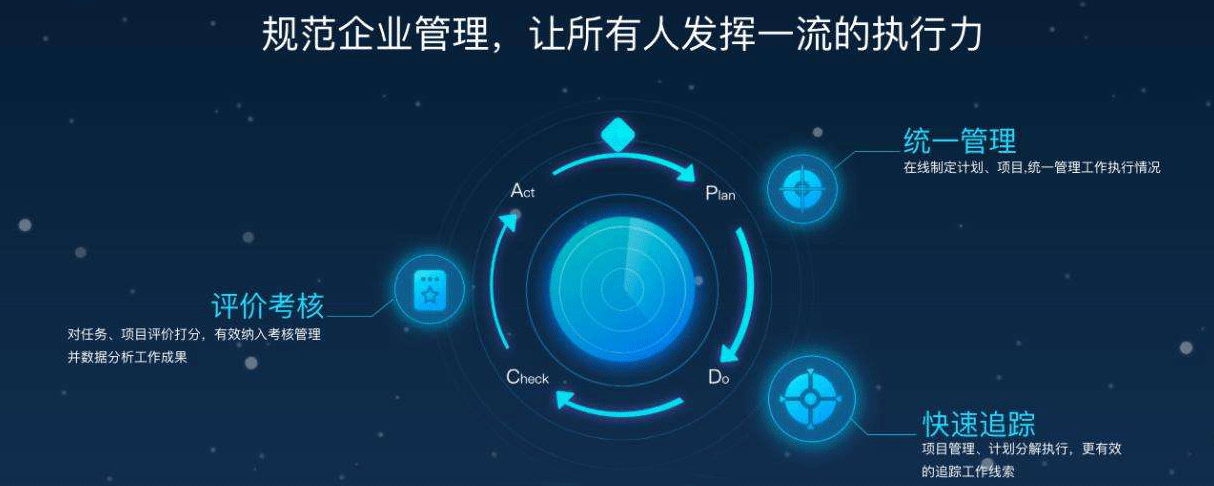 规范企业管理，让所有人发挥一流的执行力
统一管理
在线制定计划、项目,统一管理工作执行情况
Act
Plan
评价考核
对任务、项目评价打分，有效纳入考核管理
并数据分析工作成果
Check
Do
快速追踪
项目管理、计划分解执行，更有效
的追踪工作线索